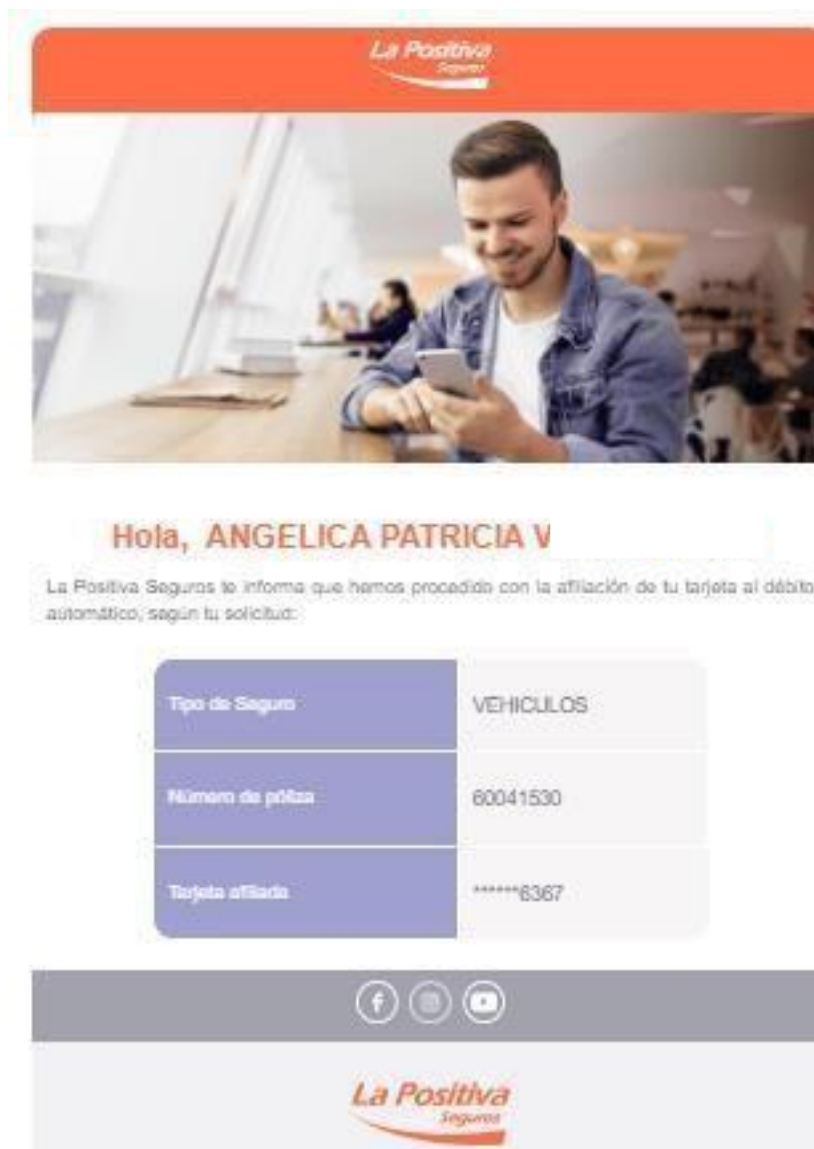 La Positiva
Seguros
Hola, ANGELICA PATRICIA V
La Positiva Seguros te informa que hemos procedido con la afiliación de tu tarjeta al débito
automático, según tu solicitud:
Tipo de Seguro VEHICULOS
Número de póliza 60041530
Tarjeta afiliada ******6367
La Positiva
Seguros